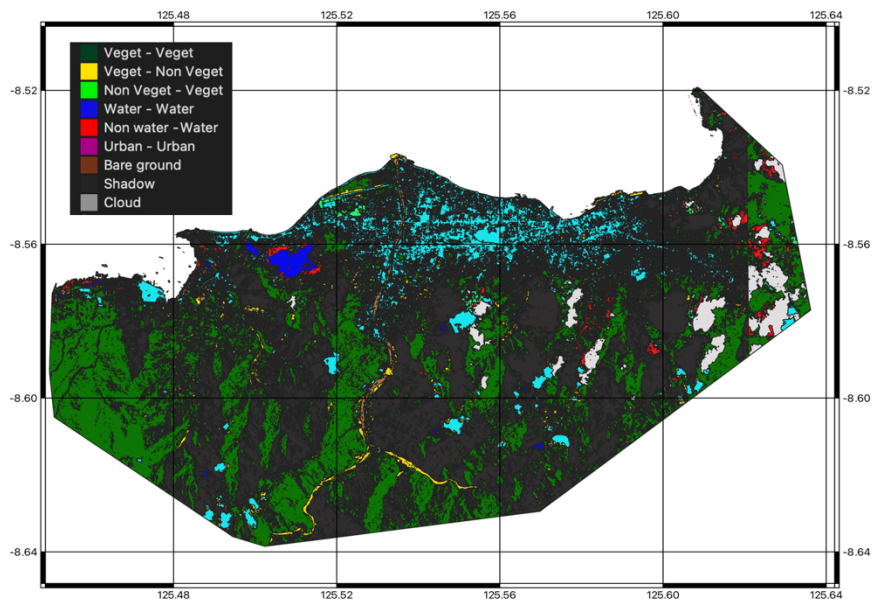 125.48 125.52 125.56 125.60 125.64
Veget - Veget
Veget - Non Veget
Non Veget - Veget
Water - Water
Non water -Water
Urban - Urban
Bare ground
Shadow
Cloud
-8.52 -8.52
-8.56 -8.56
-8.60 -8.60
-8.64 -8.64
125.48 125.52 125.56 125.60 125.64